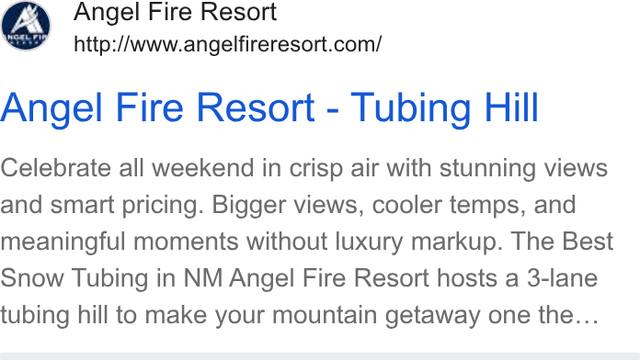 Angel Fire Resort
http://www.angelfireresort.com/
Angel Fire Resort - Tubing Hill
Celebrate all weekend in crisp air with stunning views
and smart pricing. Bigger views, cooler temps, and
meaningful moments without luxury markup. The Best
Snow Tubing in NM Angel Fire Resort hosts a 3-lane
tubing hill to make your mountain getaway one the…